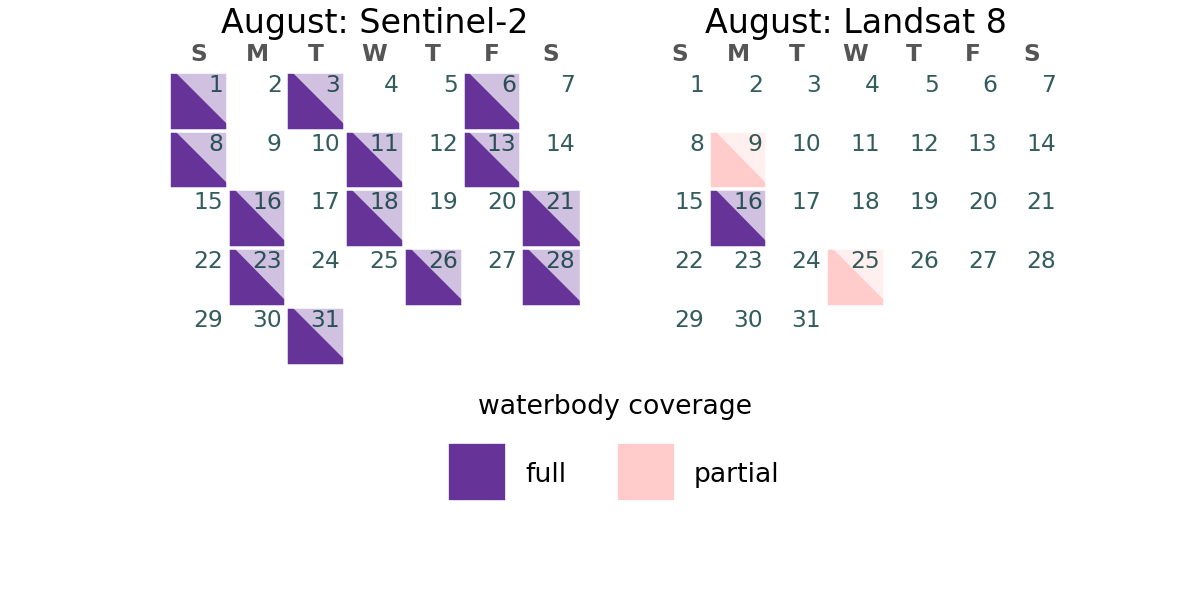 August: Sentinel-2
S M T W T F S
1 2 3 4 5 6 7
8 9 10 11 12 13 14
15 16 17 18 19 20 21
22 23 24 25 26 27 28
29 30 31
August: Landsat 8
S M T W T F S
1 2 3 4 5 6 7
8 9 10 11 12 13 14
15 16 17 18 19 20 21
22 23 24 25 26 27 28
29 30 31
waterbody coverage
full
partial